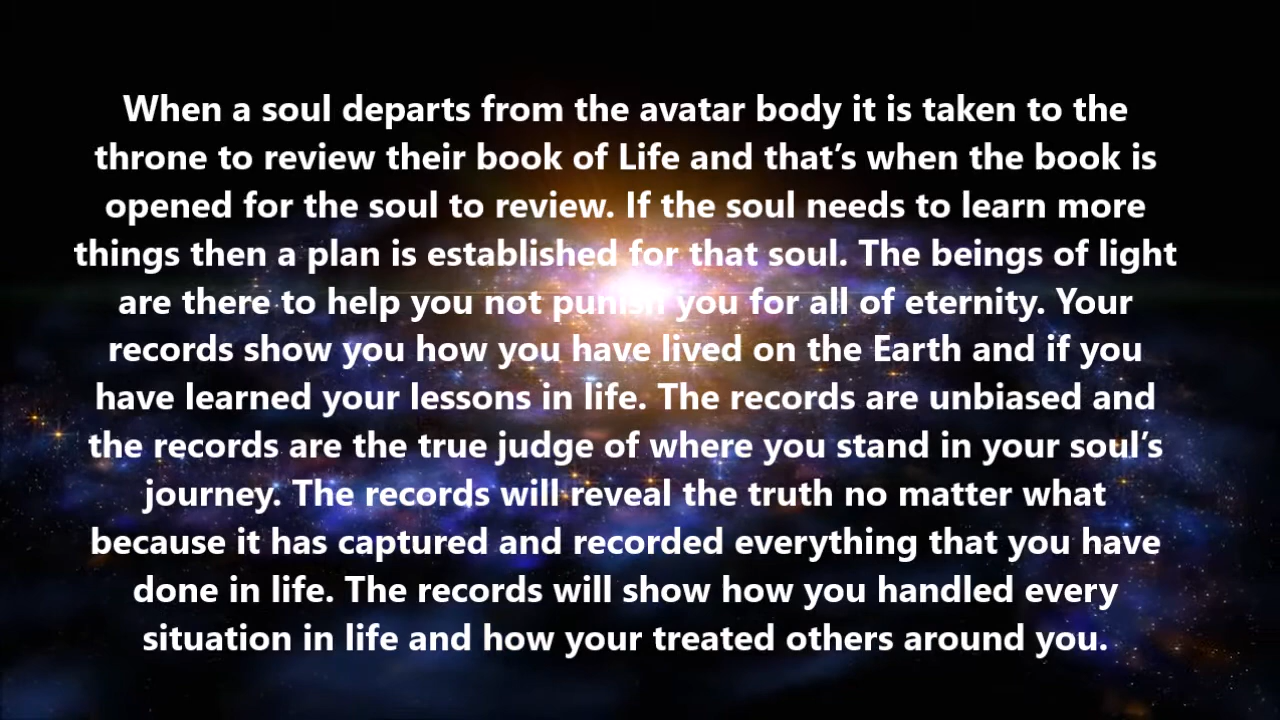 When a soul departs from the avatar body it is taken to the
throne to review their book of Life and that’s when the book is
opened for the soul to review. If the soul needs to learn more
things then a plan is established for that soul. The beings of light
are there to help you not punish you for all of eternity. Your
records show you how you have lived on the Earth and if you
have learned your lessons in life. The records are unbiased and
the records are the true judge of where you stand in your soul’s
journey. The records will reveal the truth no matter what
because it has captured and recorded everything that you have
done in life. The records will show how you handled every
situation in life and how your treated others around you.